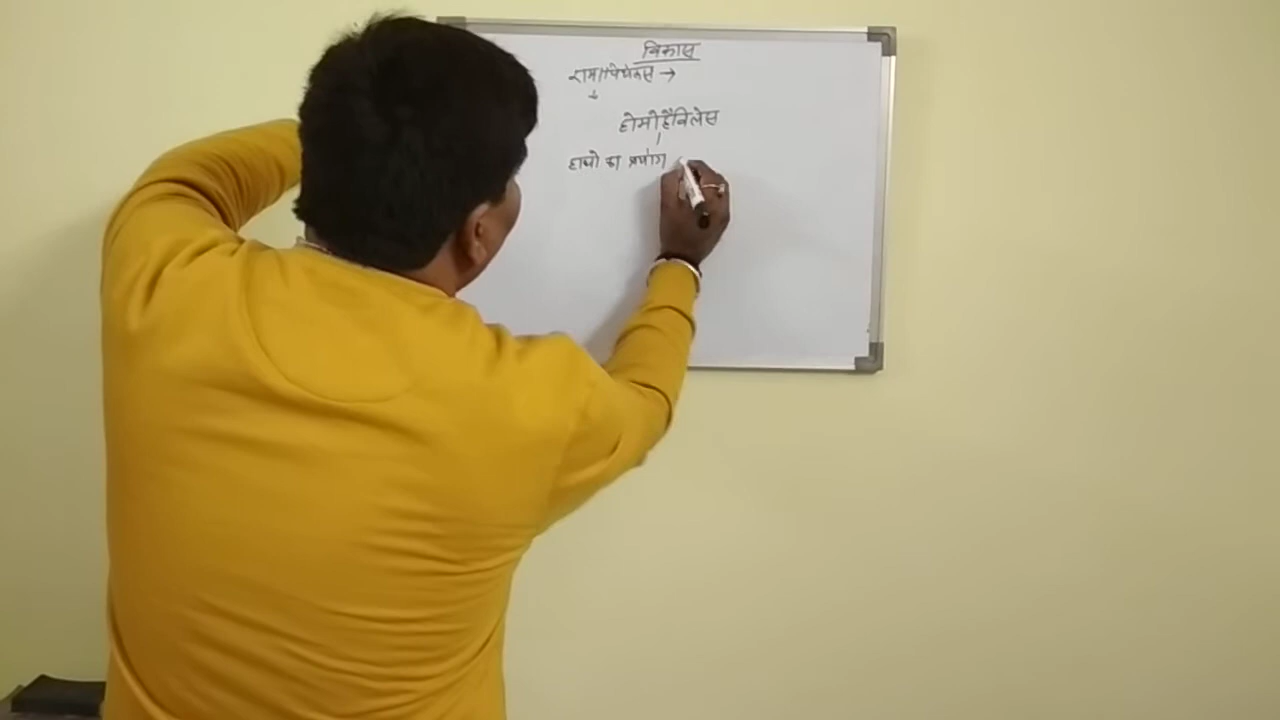 विकास
रामापिथेकस →
होमोहैबिलेस
हाथो का प्रयोग